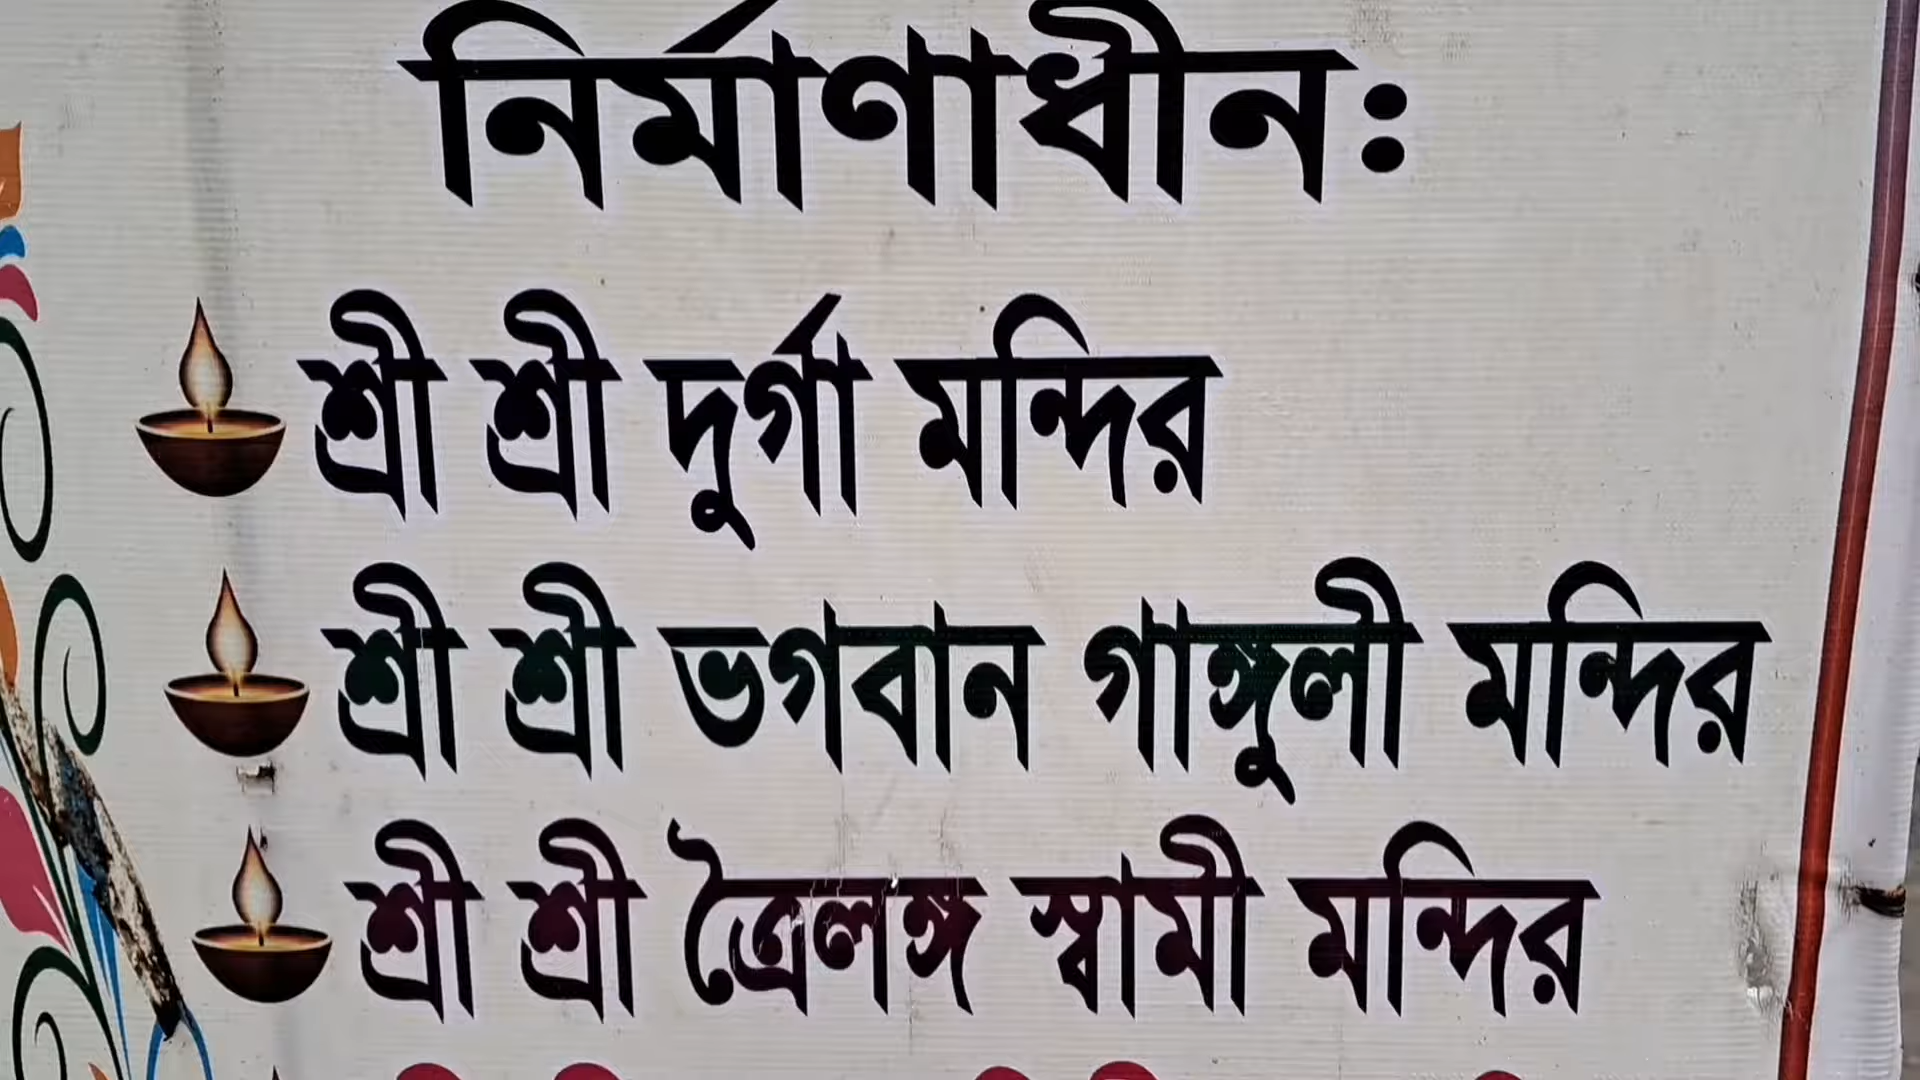 নির্মাণাধীনঃ
শ্রী শ্রী দুর্গা মন্দির
শ্রী শ্রী ভগবান গাঙ্গুলী মন্দির
শ্রী শ্রী ত্রৈলঙ্গ স্বামী মন্দির